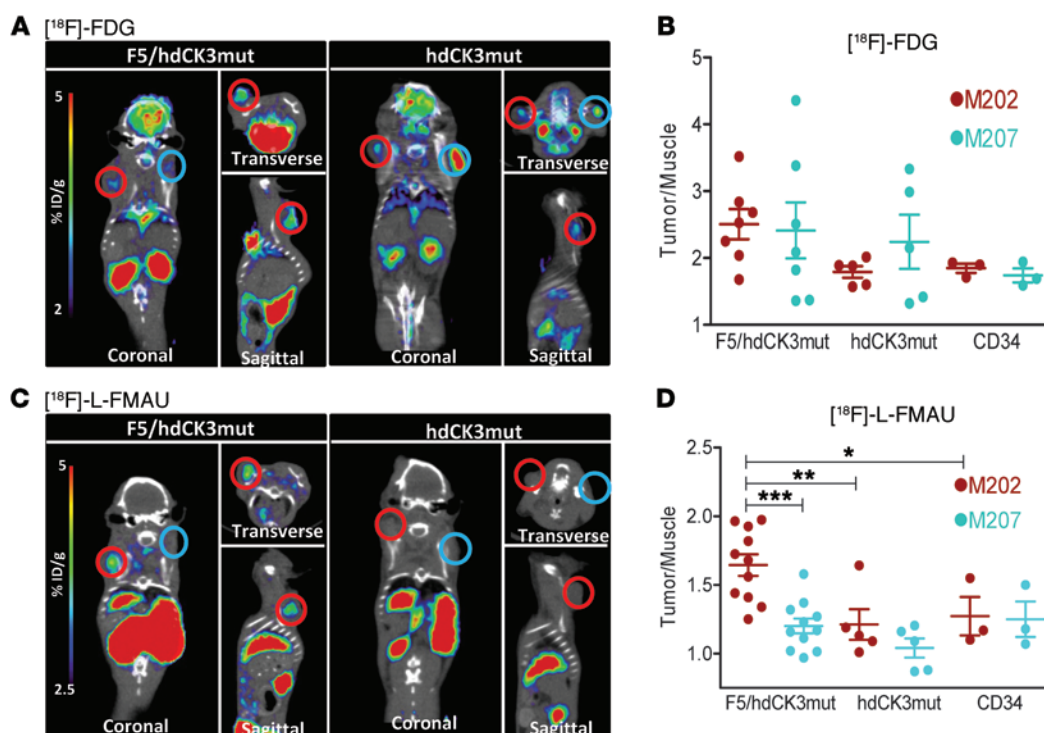 A [¹⁸F]-FDG
F5/hdCK3mut
hdCK3mut
5
% ID/g
2
Coronal
Transverse
Sagittal
Coronal
Transverse
Sagittal
B
[¹⁸F]-FDG
5
4
3
2
1
Tumor/Muscle
M202
M207
F5/hdCK3mut
hdCK3mut
CD34
C [¹⁸F]-L-FMAU
F5/hdCK3mut
hdCK3mut
5
% ID/g
2.5
Coronal
Transverse
Sagittal
Coronal
Transverse
Sagittal
D
[¹⁸F]-L-FMAU
2.5
2.0
1.5
1.0
Tumor/Muscle
*
**
***
M202
M207
F5/hdCK3mut
hdCK3mut
CD34